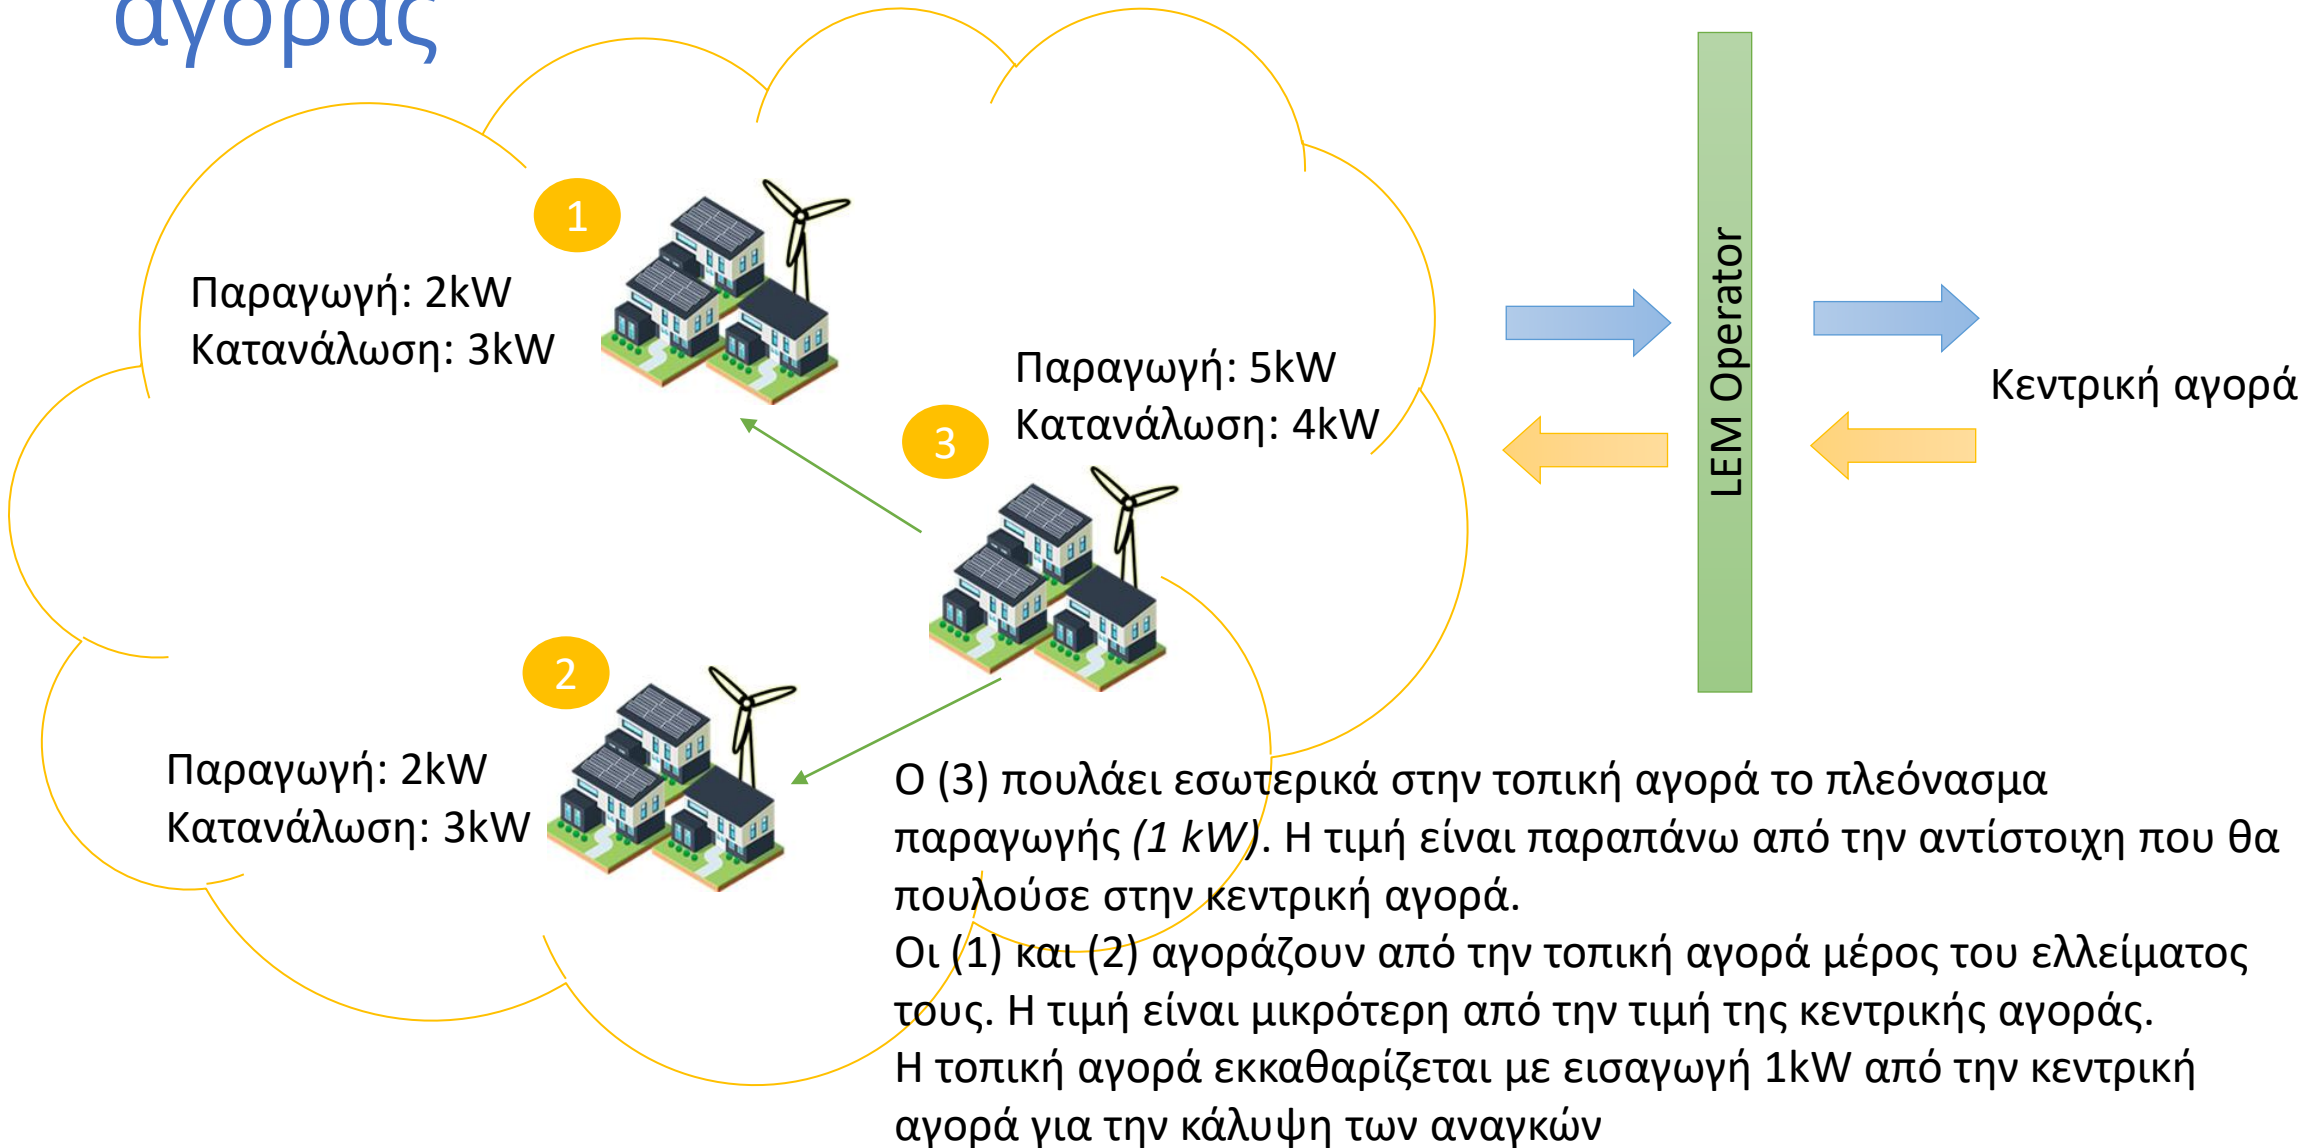 αγοράς
1
Παραγωγή: 2kW
Κατανάλωση: 3kW
3
Παραγωγή: 5kW
Κατανάλωση: 4kW
2
Παραγωγή: 2kW
Κατανάλωση: 3kW
LEM Operator
Κεντρική αγορά
Ο (3) πουλάει εσωτερικά στην τοπική αγορά το πλεόνασμα
παραγωγής (1 kW). Η τιμή είναι παραπάνω από την αντίστοιχη που θα
πουλούσε στην κεντρική αγορά.
Οι (1) και (2) αγοράζουν από την τοπική αγορά μέρος του ελλείματος
τους. Η τιμή είναι μικρότερη από την τιμή της κεντρικής αγοράς.
Η τοπική αγορά εκκαθαρίζεται με εισαγωγή 1kW από την κεντρική
αγορά για την κάλυψη των αναγκών